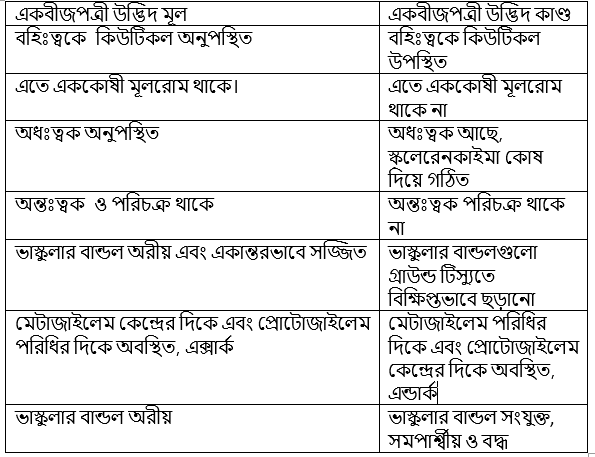 একবীজপত্রী উদ্ভিদ মূল
একবীজপত্রী উদ্ভিদ কাণ্ড
বহিঃত্বকে কিউটিকল অনুপস্থিত
বহিঃত্বকে কিউটিকল
উপস্থিত
এতে এককোষী মূলরোম থাকে।
এতে এককোষী মূলরোম
থাকে না
অধঃত্বক অনুপস্থিত
অধঃত্বক আছে,
স্কলেরেনকাইমা কোষ
দিয়ে গঠিত
অন্তঃত্বক ও পরিচক্র থাকে
অন্তঃত্বক পরিচক্র থাকে
না
ভাস্কুলার বান্ডল অরীয় এবং একান্তরভাবে সজ্জিত
ভাস্কুলার বান্ডলগুলো
গ্রাউন্ড টিস্যুতে
বিক্ষিপ্তভাবে ছড়ানো
মেটাজাইলেম কেন্দ্রের দিকে এবং প্রোটোজাইলেম
পরিধির দিকে অবস্থিত, এক্সার্ক
মেটাজাইলেম পরিধির
দিকে এবং প্রোটোজাইলেম
কেন্দ্রের দিকে অবস্থিত,
এন্ডার্ক
ভাস্কুলার বান্ডল অরীয়
ভাস্কুলার বান্ডল সংযুক্ত,
সমপার্শ্বীয় ও বদ্ধ